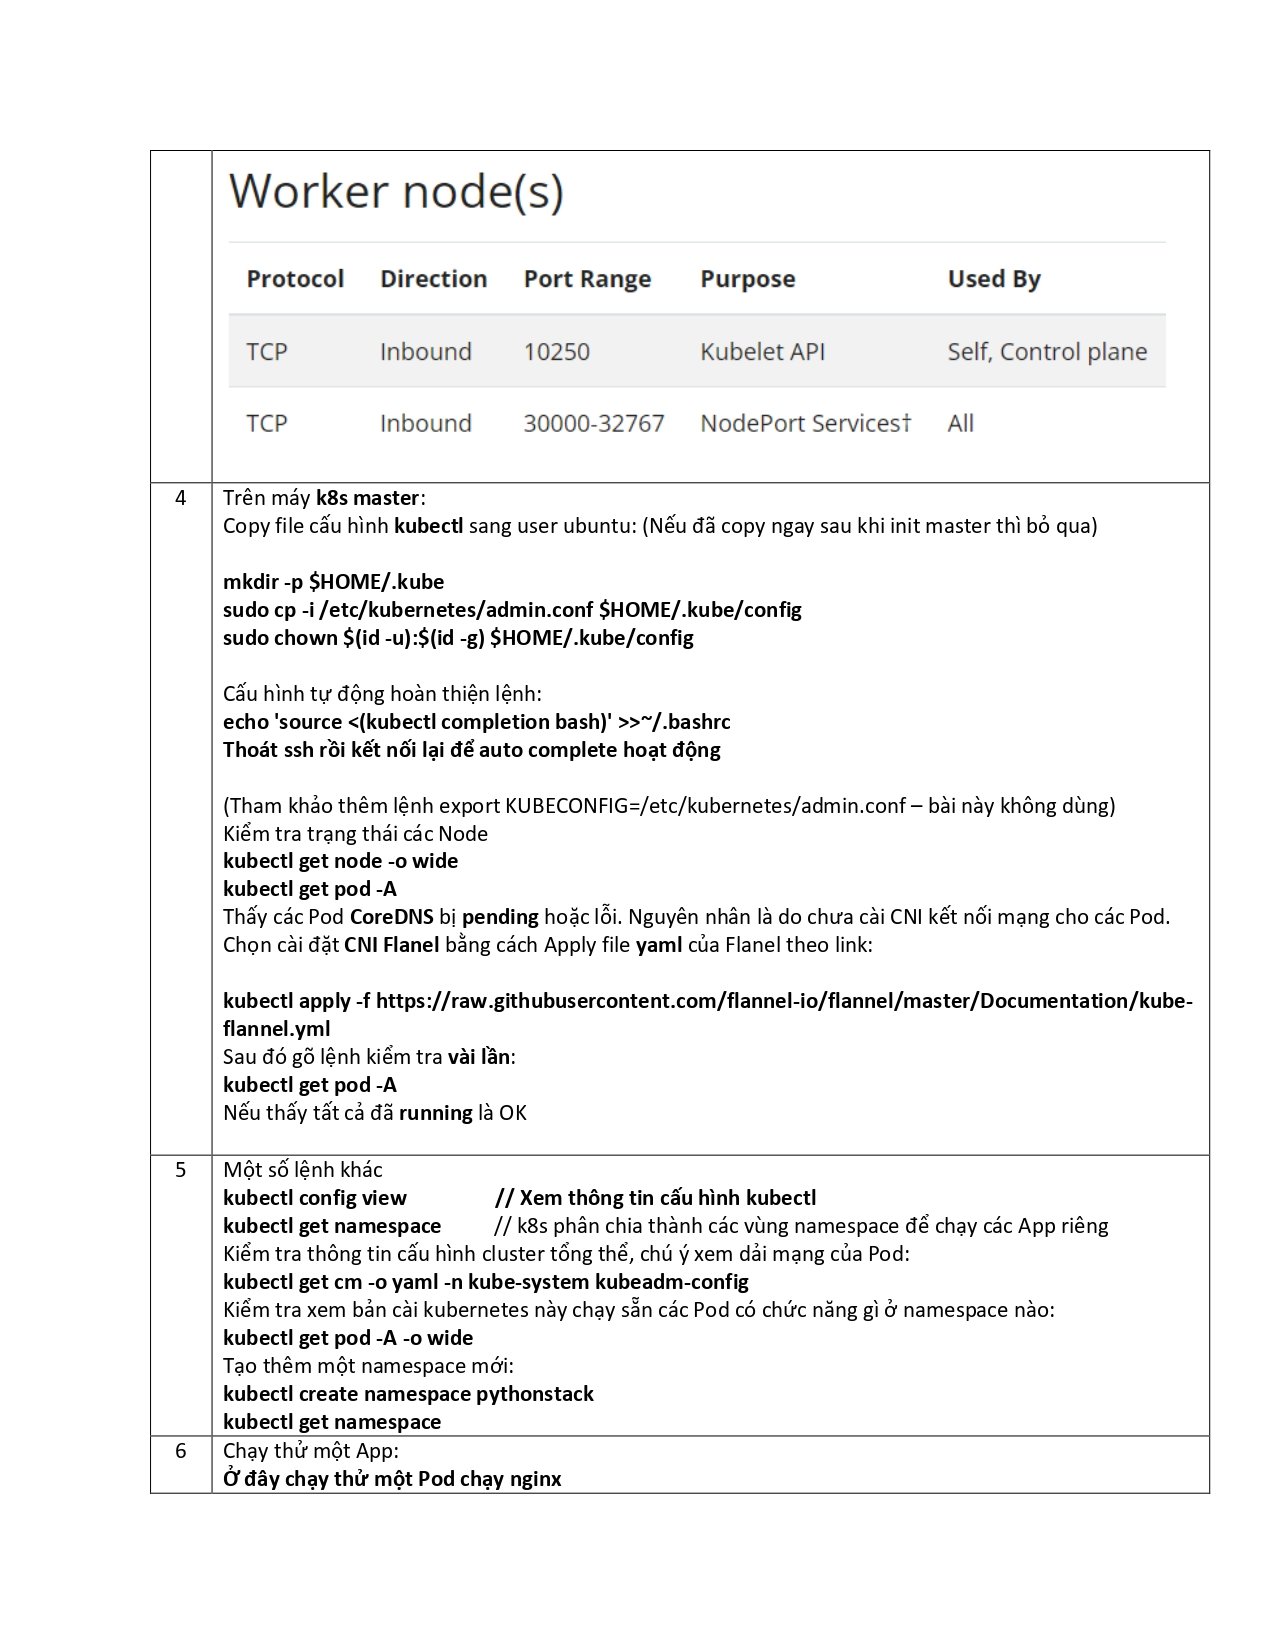 Worker node(s)
Protocol Direction Port Range Purpose Used By
TCP Inbound 10250 Kubelet API Self, Control plane
TCP Inbound 30000-32767 NodePort Services† All
4
Trên máy k8s master:
Copy file cấu hình kubectl sang user ubuntu: (Nếu đã copy ngay sau khi init master thì bỏ qua)
mkdir -p $HOME/.kube
sudo cp -i /etc/kubernetes/admin.conf $HOME/.kube/config
sudo chown $(id -u):$(id -g) $HOME/.kube/config
Cấu hình tự động hoàn thiện lệnh:
echo 'source <(kubectl completion bash)' >>~/.bashrc
Thoát ssh rồi kết nối lại để auto complete hoạt động
(Tham khảo thêm lệnh export KUBECONFIG=/etc/kubernetes/admin.conf – bài này không dùng)
Kiểm tra trạng thái các Node
kubectl get node -o wide
kubectl get pod -A
Thấy các Pod CoreDNS bị pending hoặc lỗi. Nguyên nhân là do chưa cài CNI kết nối mạng cho các Pod.
Chọn cài đặt CNI Flanel bằng cách Apply file yaml của Flanel theo link:
kubectl apply -f https://raw.githubusercontent.com/flannel-io/flannel/master/Documentation/kube-
flannel.yml
Sau đó gõ lệnh kiểm tra vài lần:
kubectl get pod -A
Nếu thấy tất cả đã running là OK
5
Một số lệnh khác
kubectl config view // Xem thông tin cấu hình kubectl
kubectl get namespace // k8s phân chia thành các vùng namespace để chạy các App riêng
Kiểm tra thông tin cấu hình cluster tổng thể, chú ý xem dải mạng của Pod:
kubectl get cm -o yaml -n kube-system kubeadm-config
Kiểm tra xem bản cài kubernetes này chạy sẵn các Pod có chức năng gì ở namespace nào:
kubectl get pod -A -o wide
Tạo thêm một namespace mới:
kubectl create namespace pythonstack
kubectl get namespace
6
Chạy thử một App:
Ở đây chạy thử một Pod chạy nginx